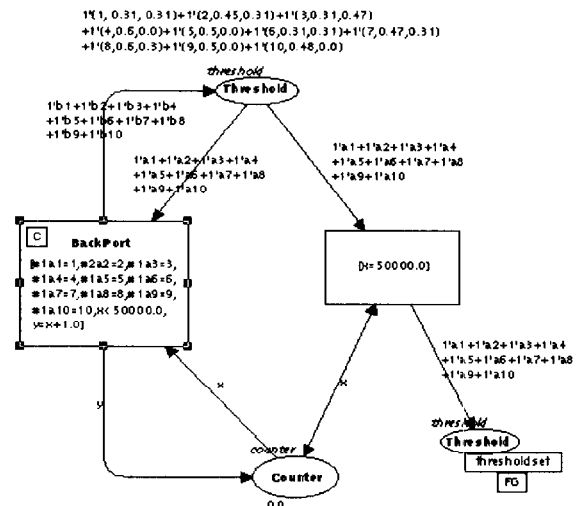 1'(1, 0.31, 0.31)+1'(2,0.45,0.31)+1'(3,0.31,0.47)
+1'(4,0.6,0.0)+1'(5,0.5,0.0)+1'(6,0.31,0.31)+1'(7,0.47,0.31)
+1'(8,0.6,0.3)+1'(9,0.5,0.0)+1'(10,0.48,0.0)
threshold
Threshold
1'b1+1'b2+1'b3+1'b4
+1'b5+1'b6+1'b7+1'b8
+1'b9+1'b10
1'a1+1'a2+1'a3+1'a4
+1'a5+1'a6+1'a7+1'a8
+1'a9+1'a10
1'a1+1'a2+1'a3+1'a4
+1'a5+1'a6+1'a7+1'a8
+1'a9+1'a10
C
BackPort
[#1a1=1,#2a2=2,#1a3=3,
#1a4=4,#1a5=5,#1a6=6,
#1a7=7,#1a8=8,#1a9=9,
#1a10=10,x<50000.0,
y=x+1.0]
[x=50000.0]
1'a1+1'a2+1'a3+1'a4
+1'a5+1'a6+1'a7+1'a8
+1'a9+1'a10
x
x
y
threshold
Threshold
thresholdset
FG
counter
Counter
0.0